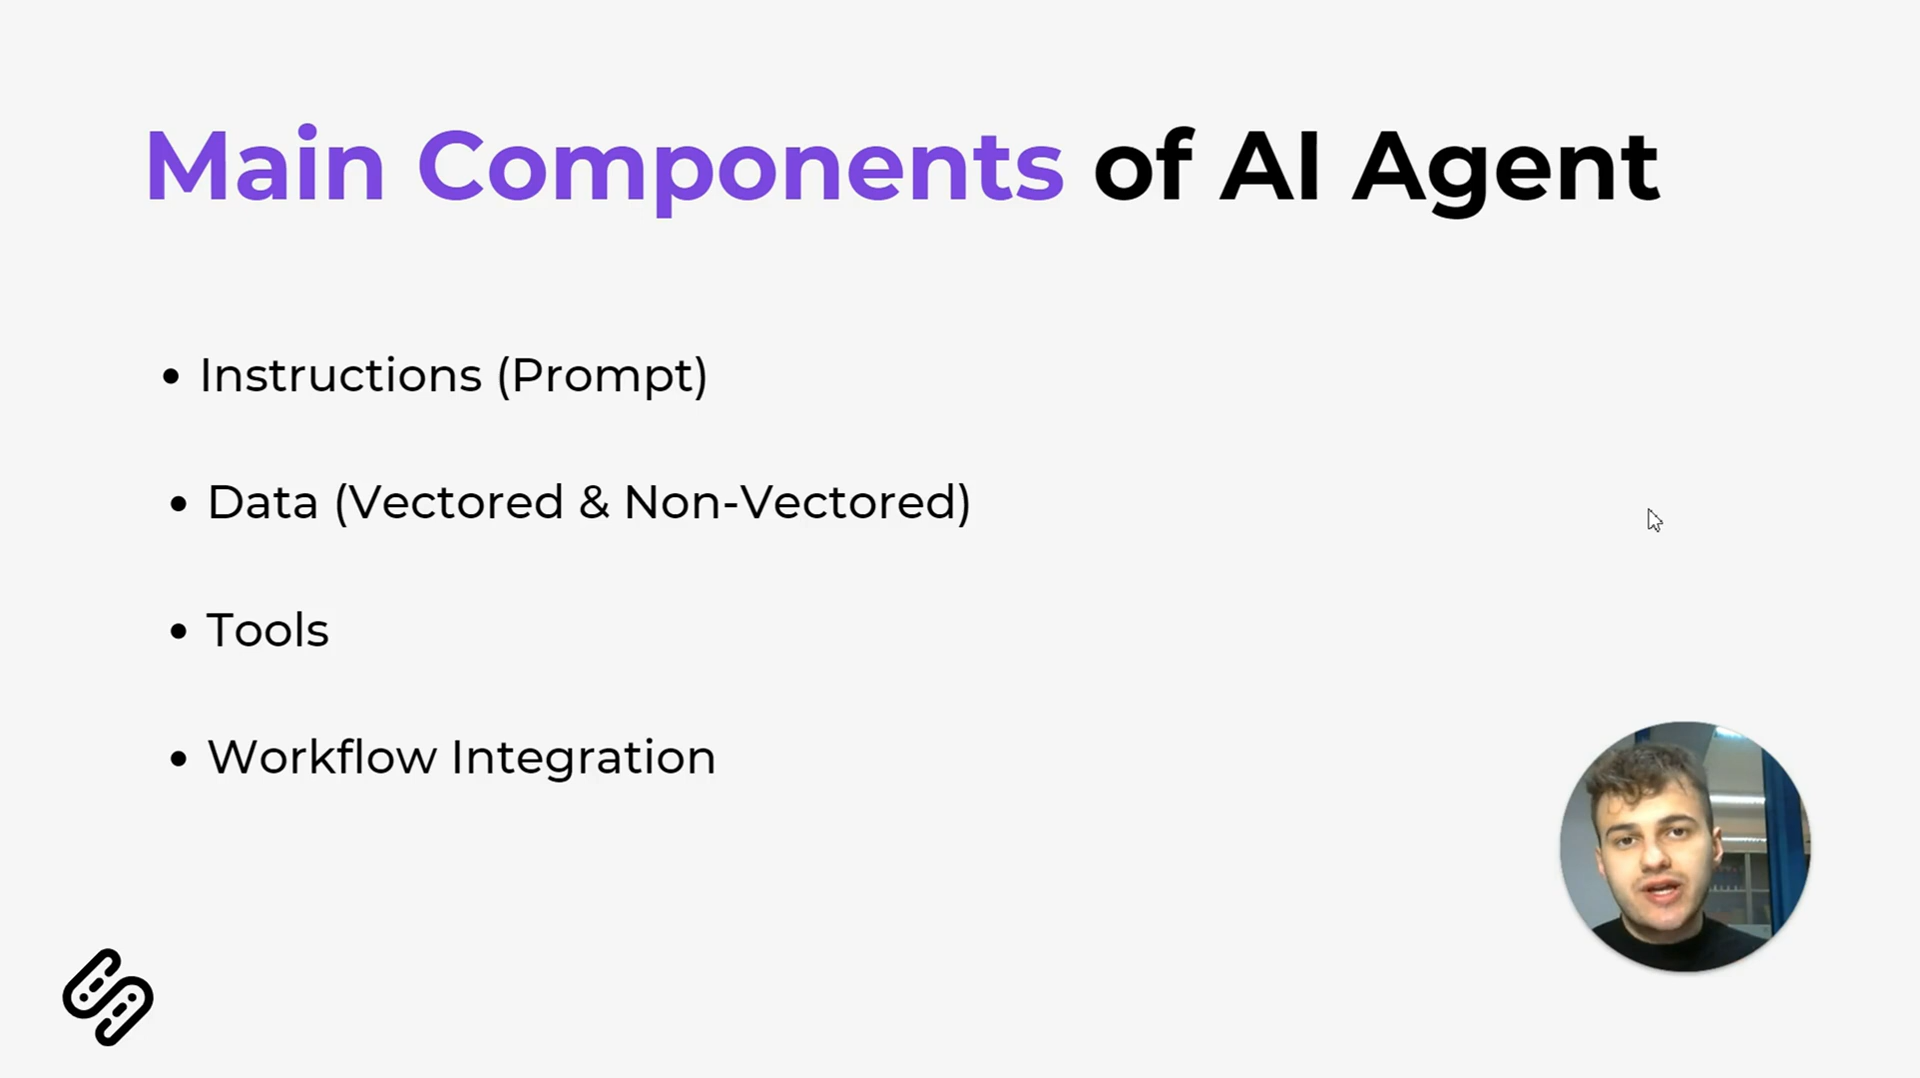 Main Components of AI Agent
• Instructions (Prompt)
• Data (Vectored & Non-Vectored)
• Tools
• Workflow Integration